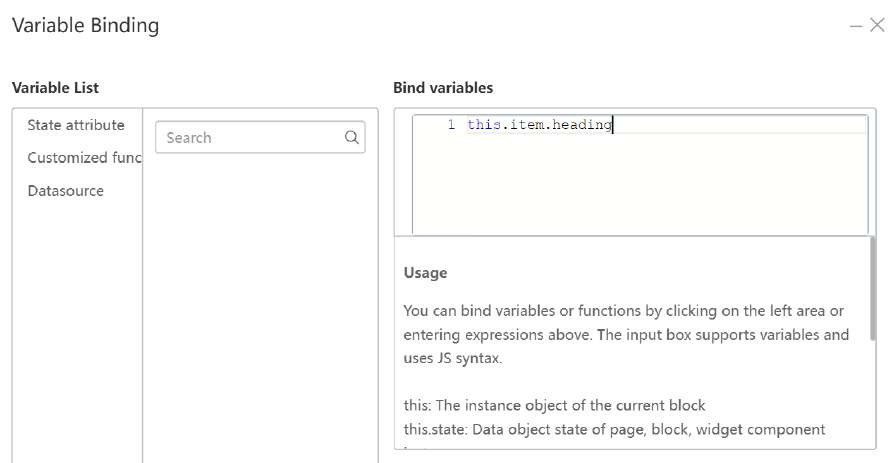 Variable Binding
Variable List
Bind variables
State attribute
Customized func
Datasource
Search
1 this.item.heading
Usage
You can bind variables or functions by clicking on the left area or
entering expressions above. The input box supports variables and
uses JS syntax.
this: The instance object of the current block
this.state: Data object state of page, block, widget component